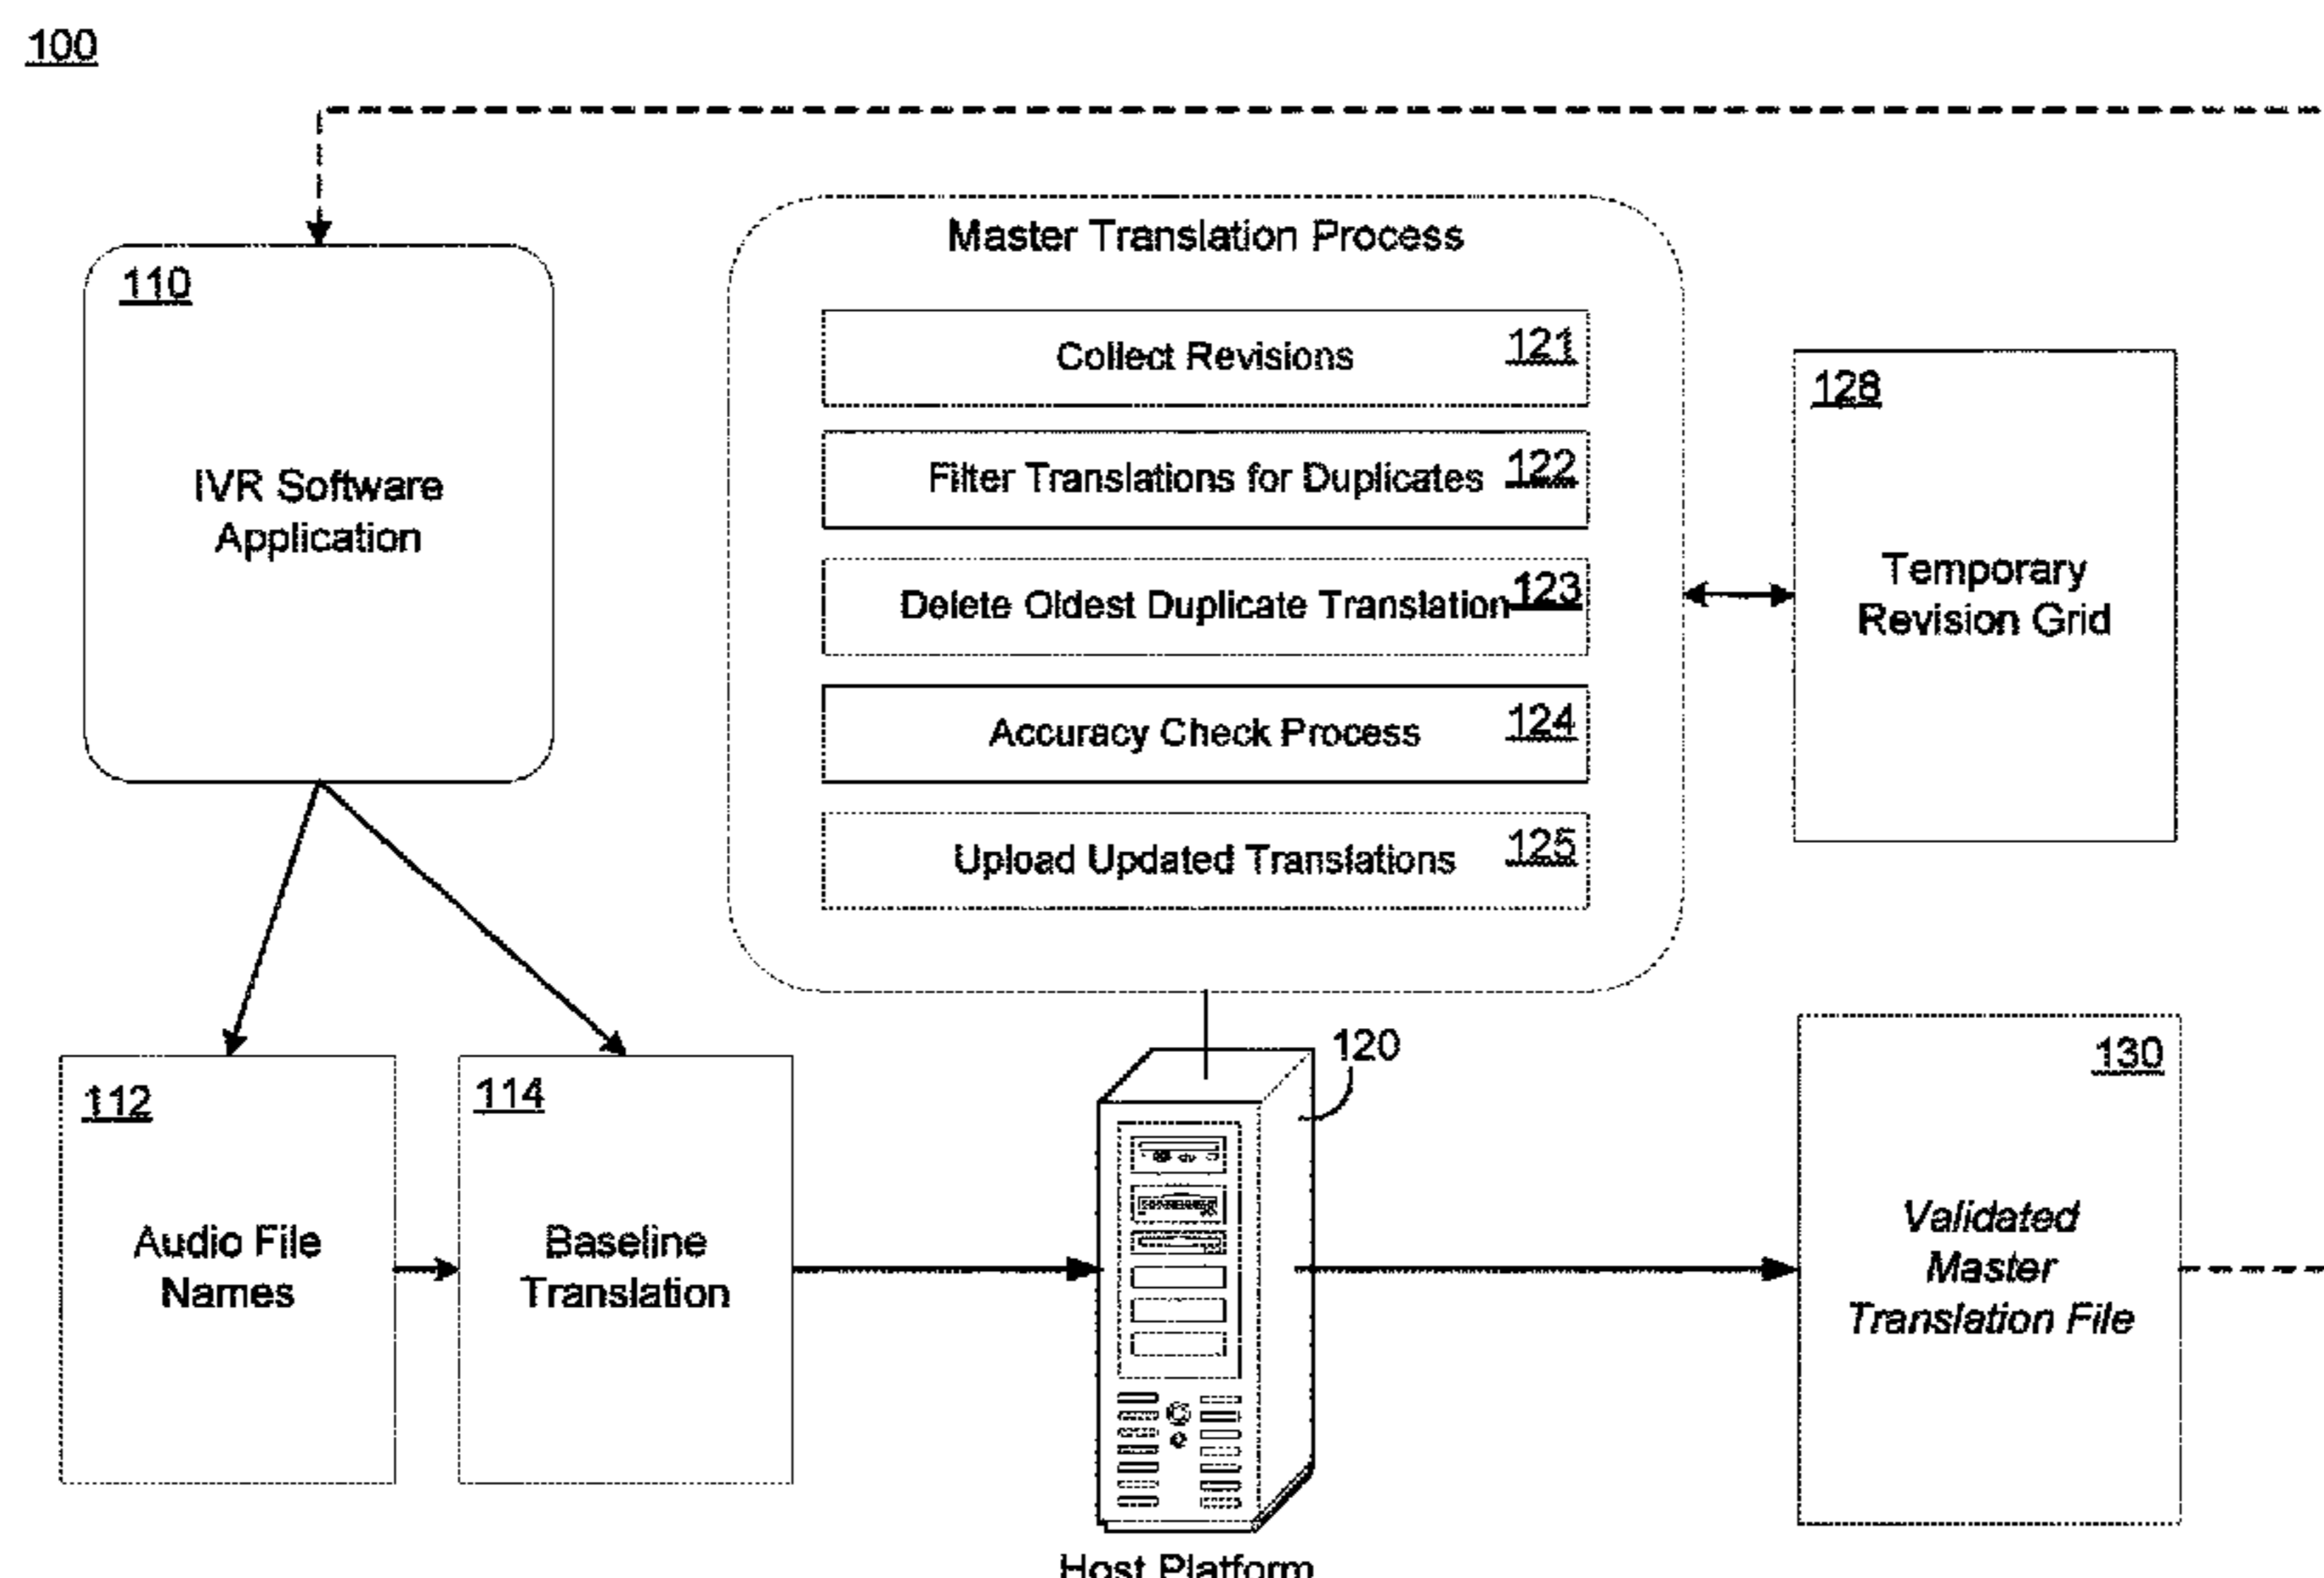 100
110
IVR Software
Application
Master Translation Process
Collect Revisions 121
Filter Translations for Duplicates 122
Delete Oldest Duplicate Translation 123
Accuracy Check Process 124
Upload Updated Translations 125
128
Temporary
Revision Grid
112
Audio File
Names
114
Baseline
Translation
120
Host Platform
130
Validated
Master
Translation File